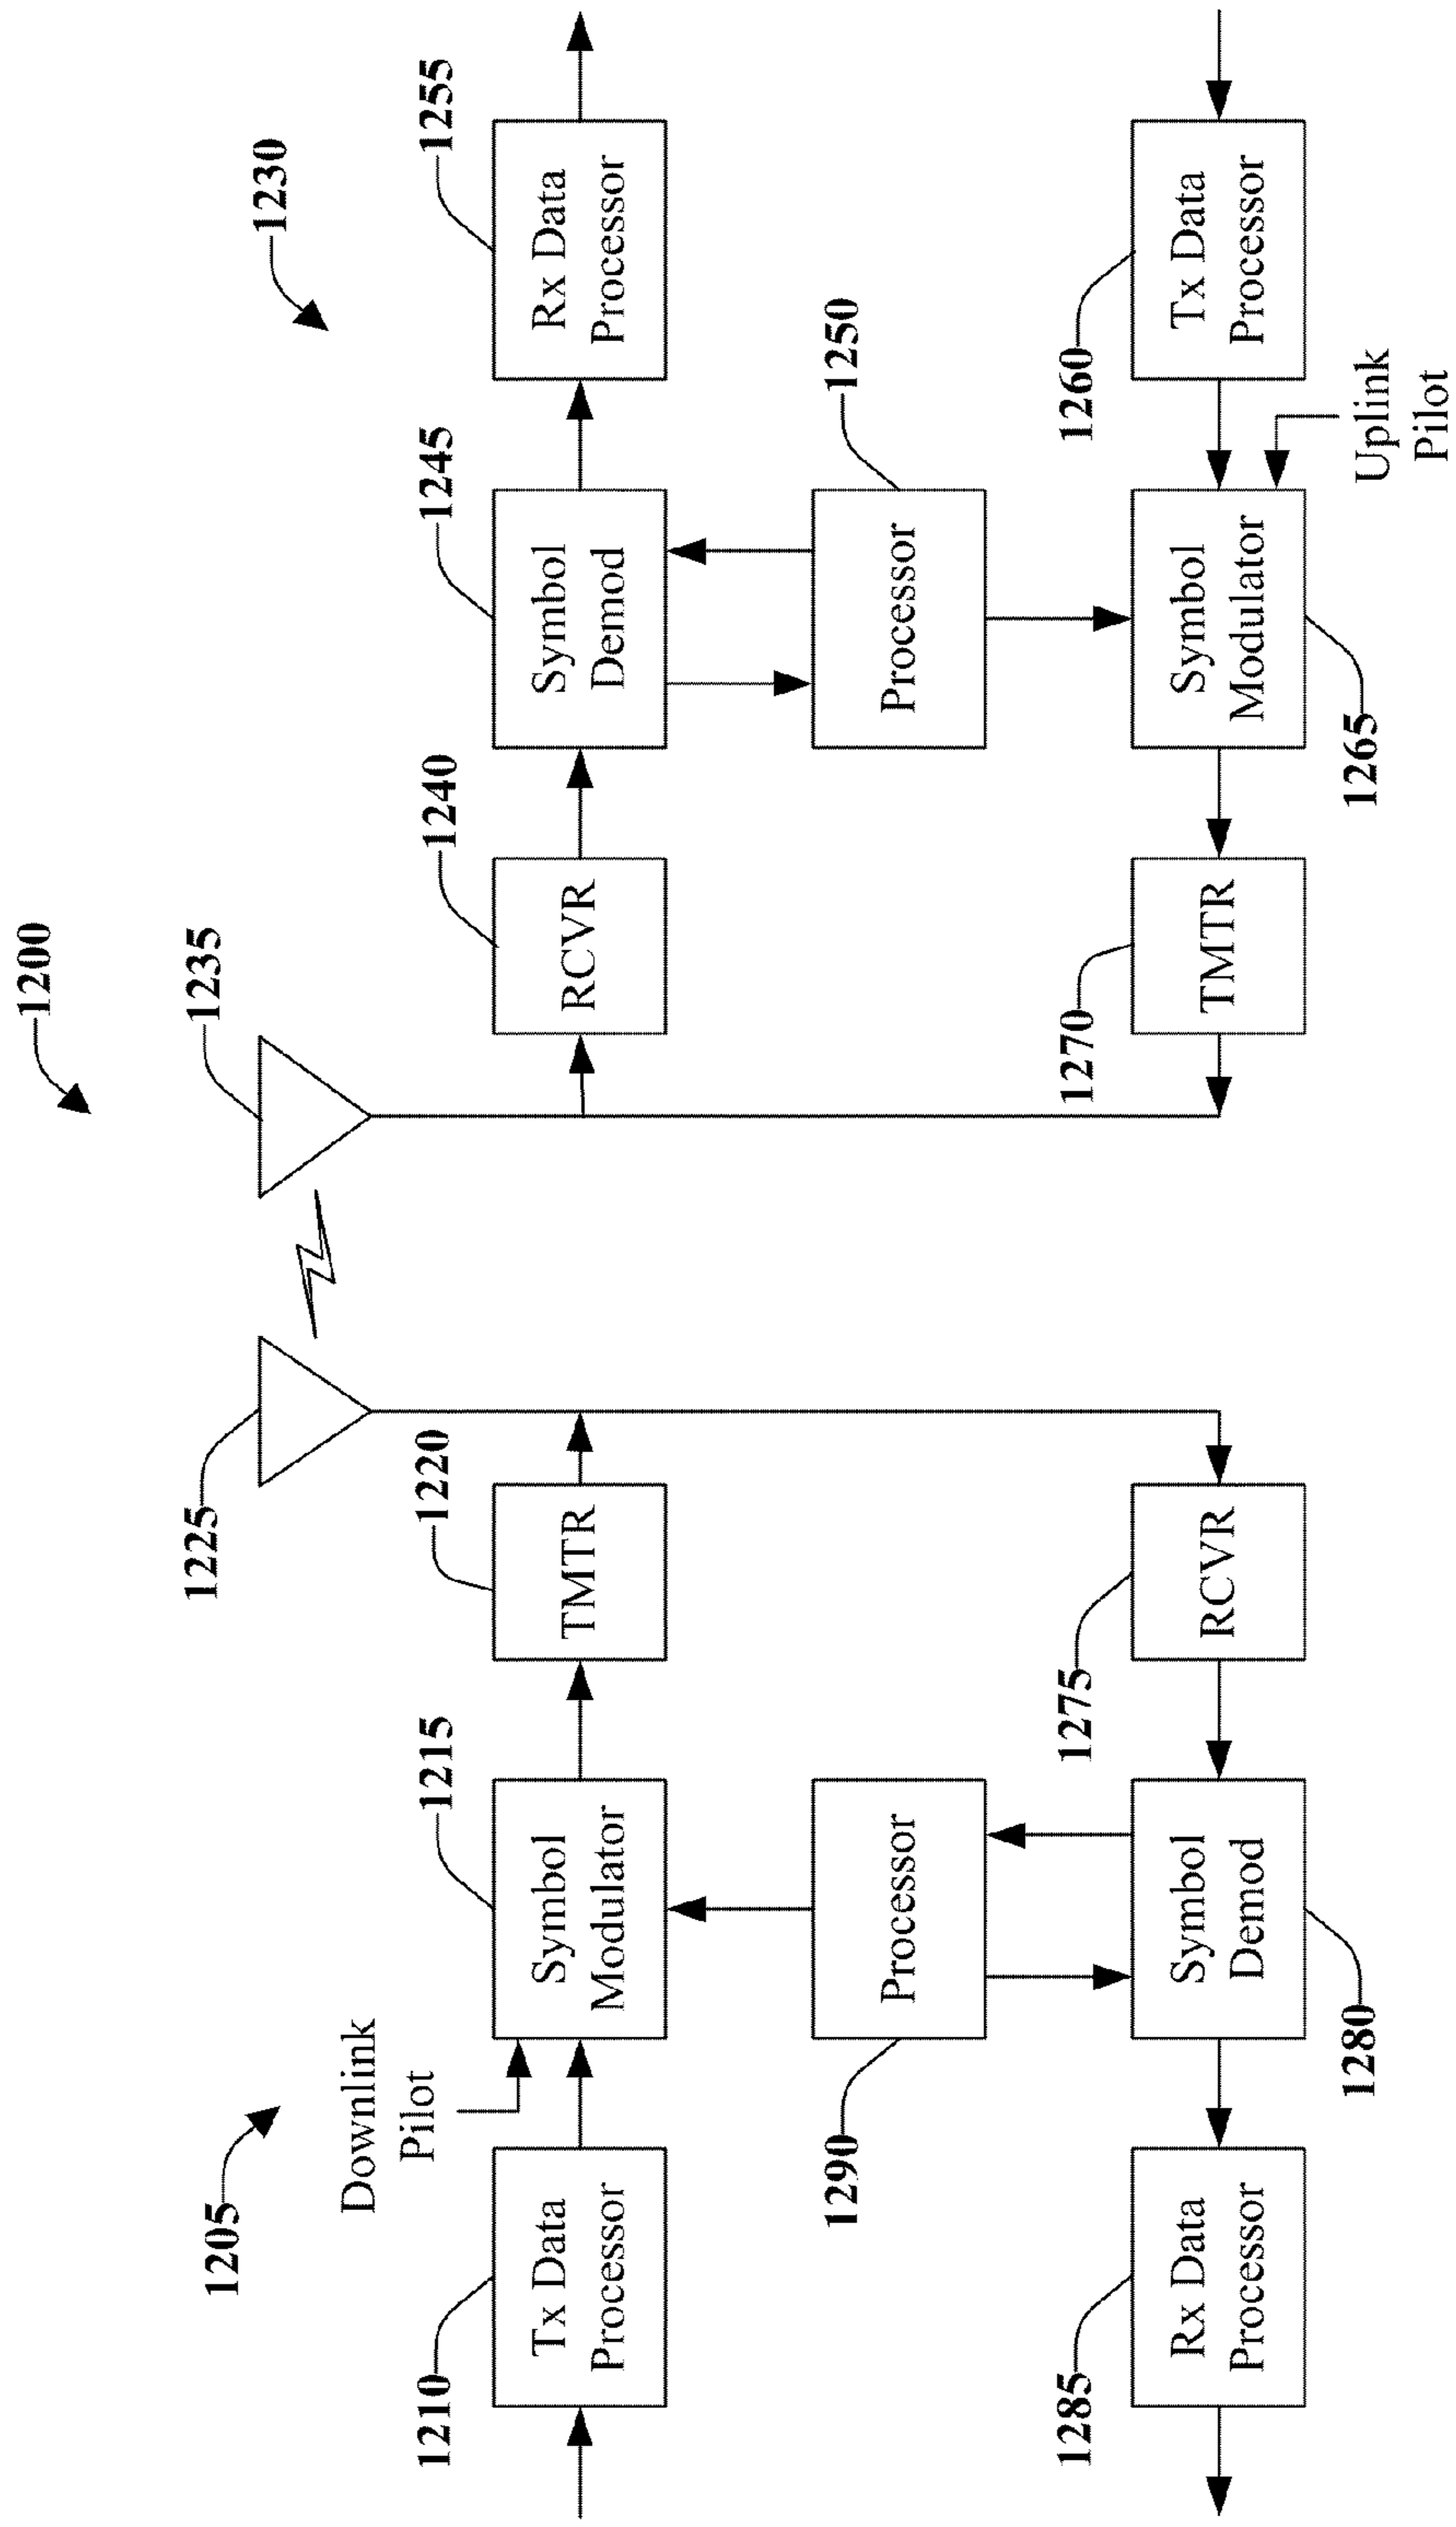 1200
1205
1225
1235
1230
Downlink
Pilot
1210
1215
1220
1240
1245
1255
Tx Data
Processor
Symbol
Modulator
TMTR
RCVR
Symbol
Demod
Rx Data
Processor
1290
Processor
Processor
1250
1285
1275
1270
1260
Rx Data
Processor
Symbol
Demod
RCVR
TMTR
Symbol
Modulator
Tx Data
Processor
1280
1265
Uplink
Pilot